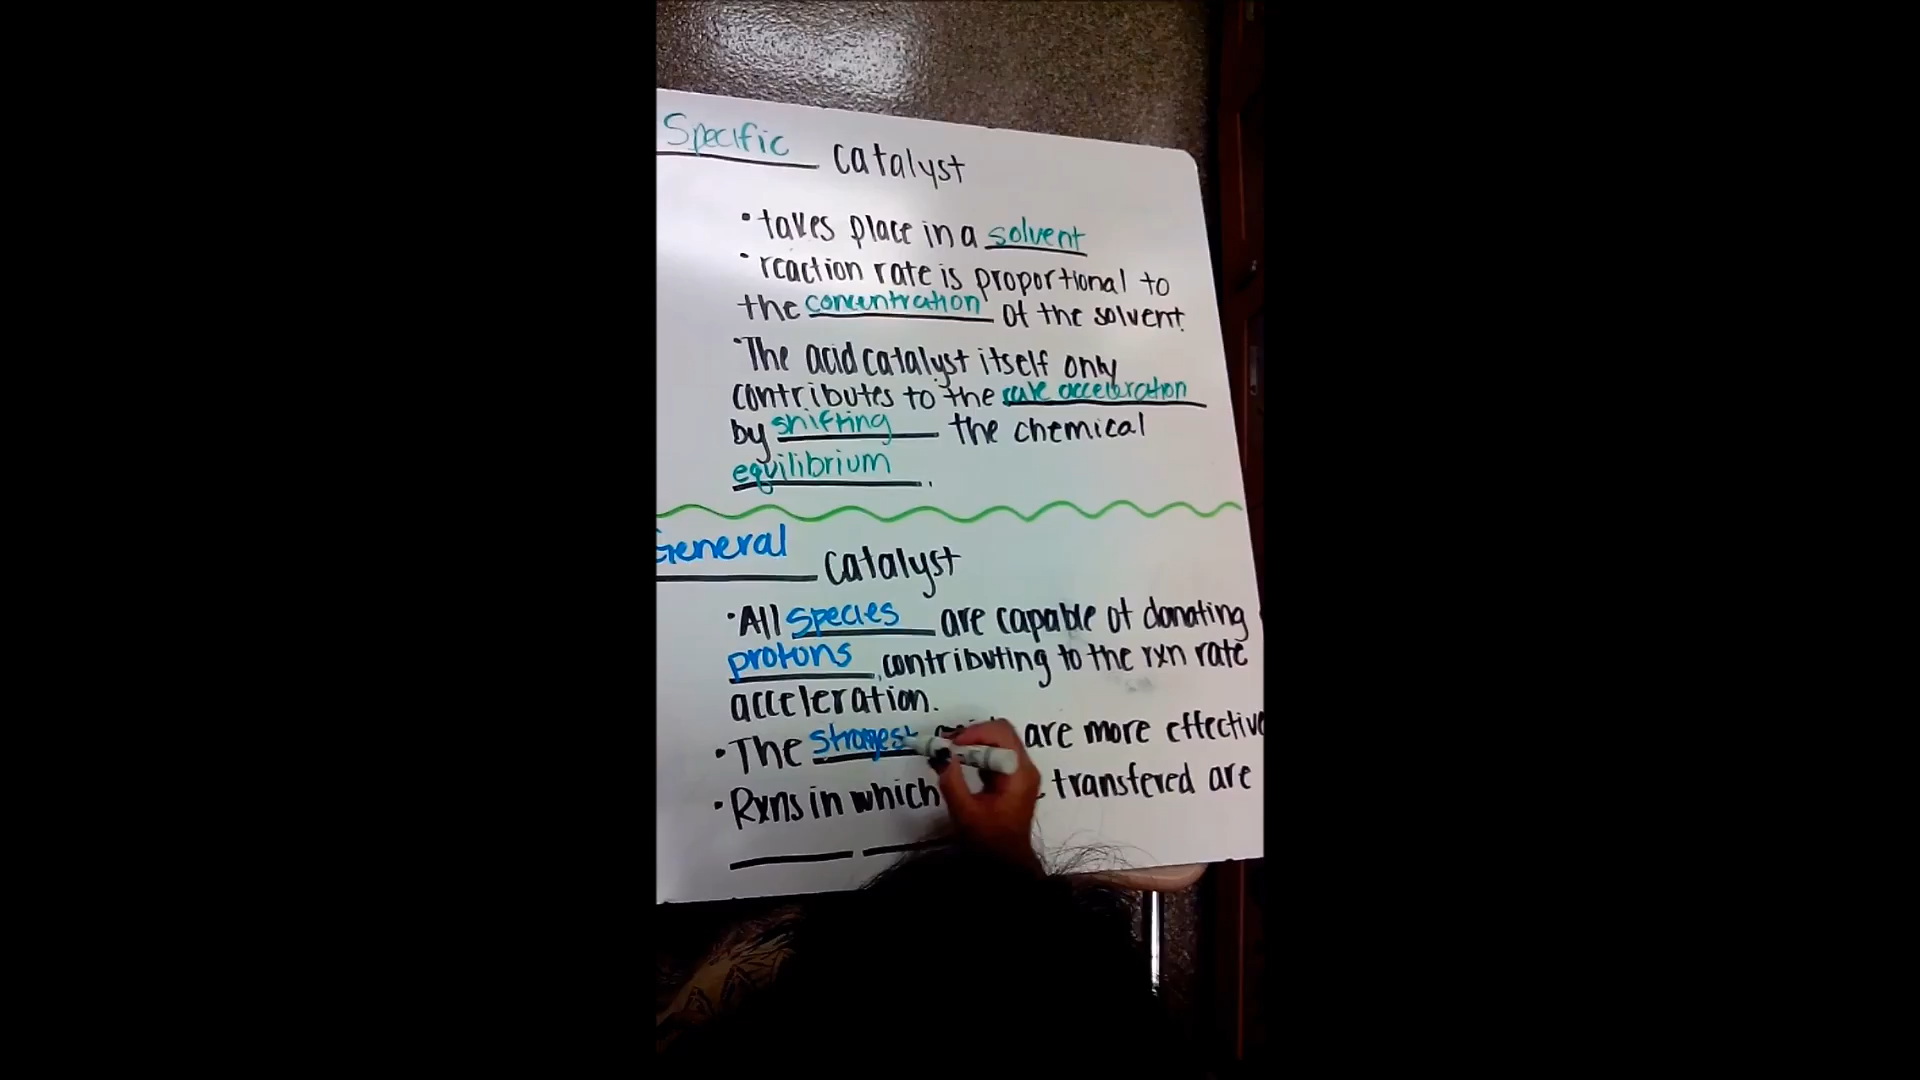 Specific catalyst
•takes place in a solvent
•reaction rate is proportional to
the concentration of the solvent.
•The acid catalyst itself only
contributes to the rate acceleration
by shifting the chemical
equilibrium.
General catalyst
•All species are capable of donating
protons, contributing to the rxn rate
acceleration.
•The strongest are more effective
•Rxns in which transfered are